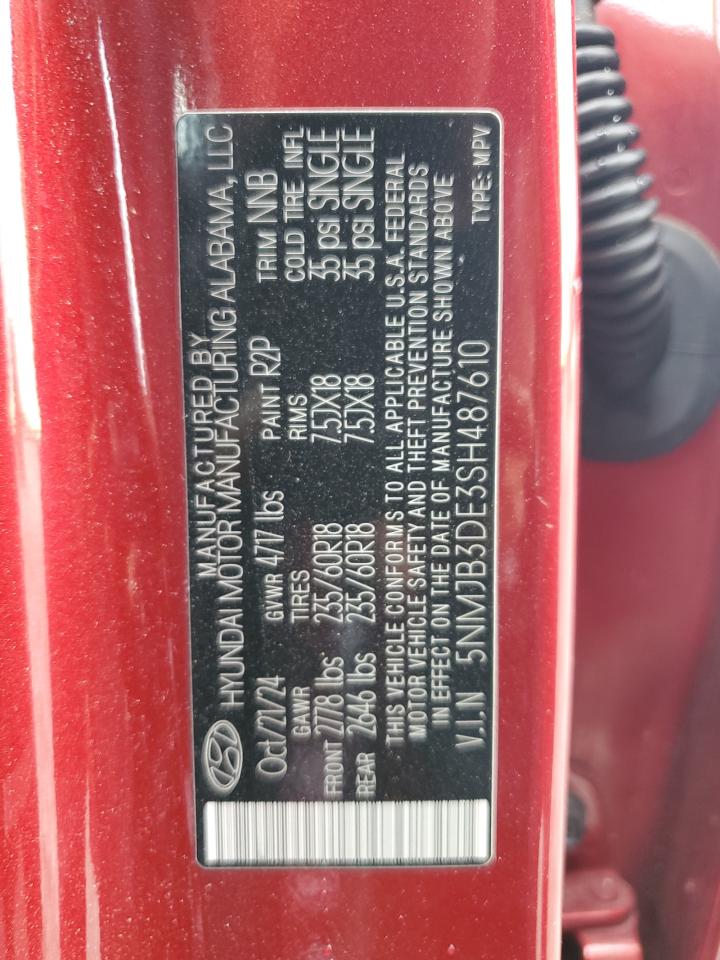 MANUFACTURED BY
HYUNDAI MOTOR MANUFACTURING ALABAMA, LLC
Oct/21/24 GVWR 4717 lbs PAINT R2P TRIM NNB
GAWR TIRES RIMS COLD TIRE INFL
FRONT 2778 lbs 235/60R18 7.5JX18 35 psi SINGLE
REAR 2646 lbs 235/60R18 7.5JX18 35 psi SINGLE
THIS VEHICLE CONFORMS TO ALL APPLICABLE U.S.A. FEDERAL
MOTOR VEHICLE SAFETY AND THEFT PREVENTION STANDARDS
IN EFFECT ON THE DATE OF MANUFACTURE SHOWN ABOVE
V.I.N 5NMJB3DE3SH487610 TYPE: MPV